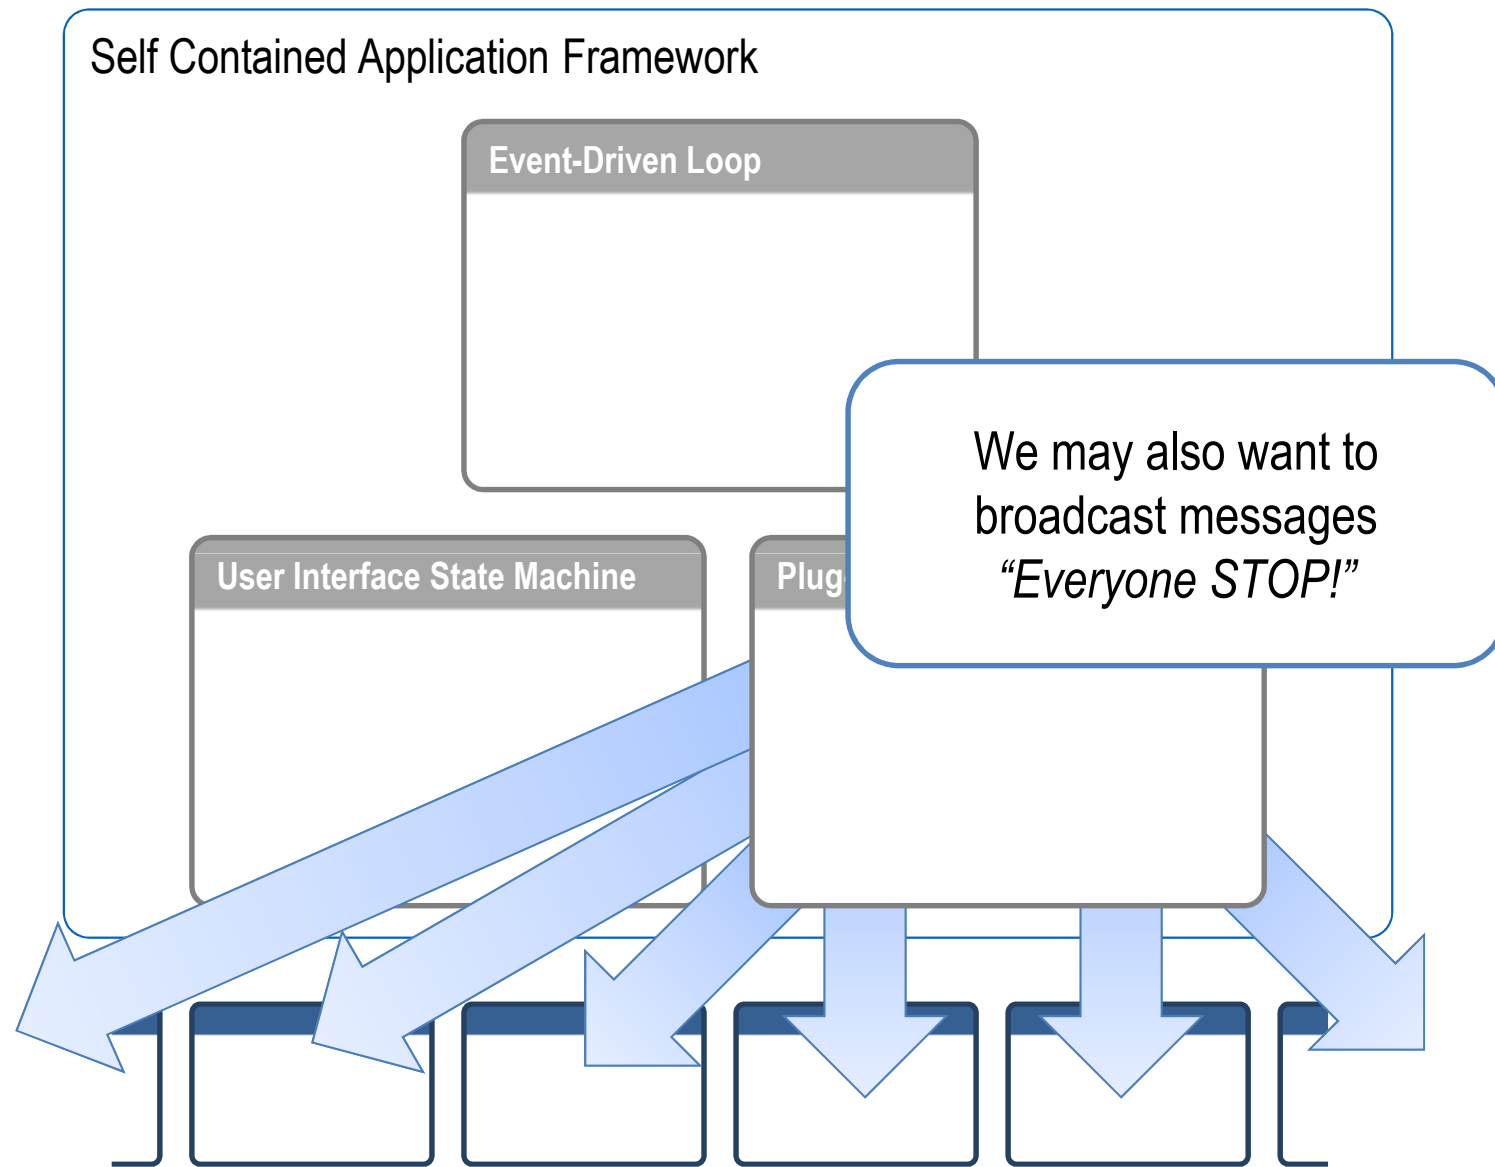 Self Contained Application Framework
Event-Driven Loop
We may also want to
broadcast messages
“Everyone STOP!”
User Interface State Machine
Plug-